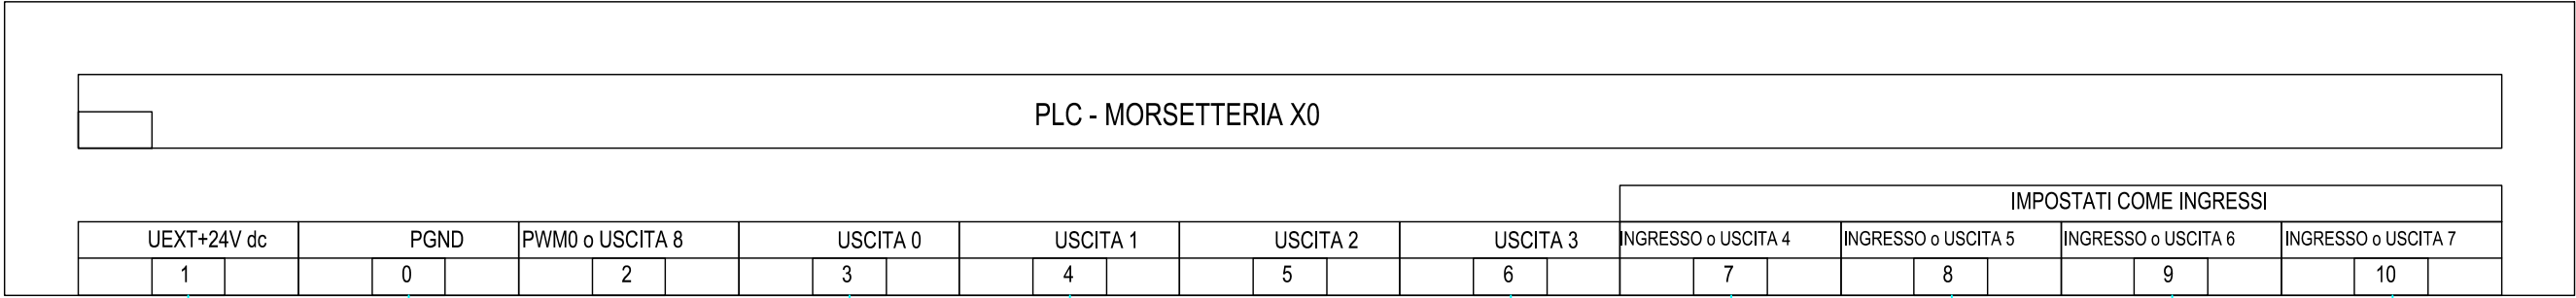 PLC - MORSETTERIA X0
IMPOSTATI COME INGRESSI
UEXT+24V dc PGND PWM0 o USCITA 8 USCITA 0 USCITA 1 USCITA 2 USCITA 3 INGRESSO o USCITA 4 INGRESSO o USCITA 5 INGRESSO o USCITA 6 INGRESSO o USCITA 7
1 0 2 3 4 5 6 7 8 9 10